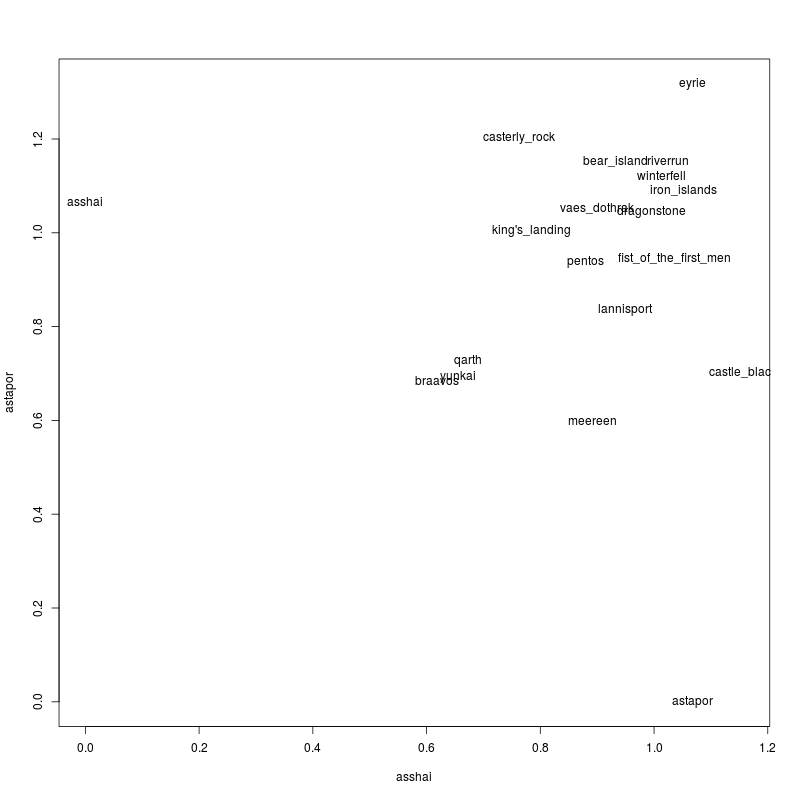 eyrie
casterly_rock
bear_island
riverrun
winterfell
iron_islands
asshai
vaes_dothrak
dragonstone
king's_landing
fist_of_the_first_men
pentos
lannisport
qarth
castle_blac
yunkai
braavos
meereen
astapor
1.2
1.0
0.8
0.6
0.4
0.2
0.0
astapor
0.0 0.2 0.4 0.6 0.8 1.0 1.2
asshai